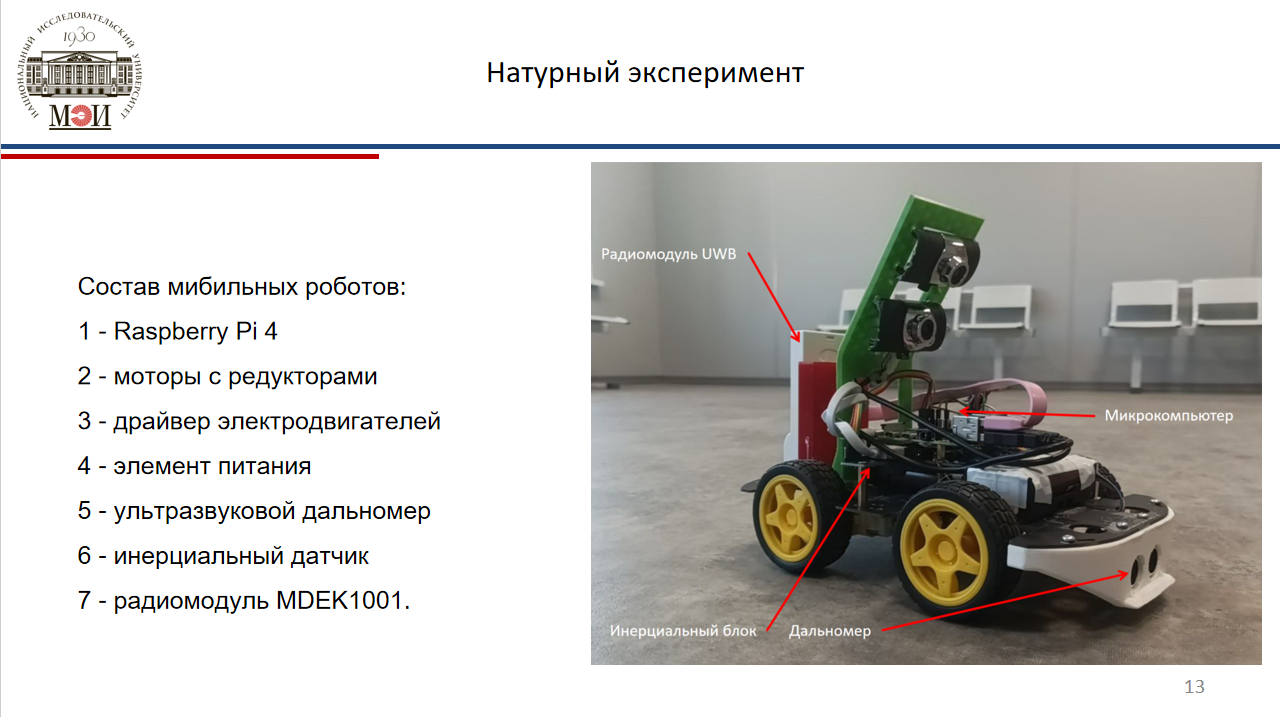 НАЦИОНАЛЬНЫЙ ИССЛЕДОВАТЕЛЬСКИЙ УНИВЕРСИТЕТ
1930
МЭИ
Натурный эксперимент
Состав мибильных роботов:
1 - Raspberry Pi 4
2 - моторы с редукторами
3 - драйвер электродвигателей
4 - элемент питания
5 - ультразвуковой дальномер
6 - инерциальный датчик
7 - радиомодуль MDEK1001.
Радиомодуль UWB
Микрокомпьютер
Инерциальный блок
Дальномер
13